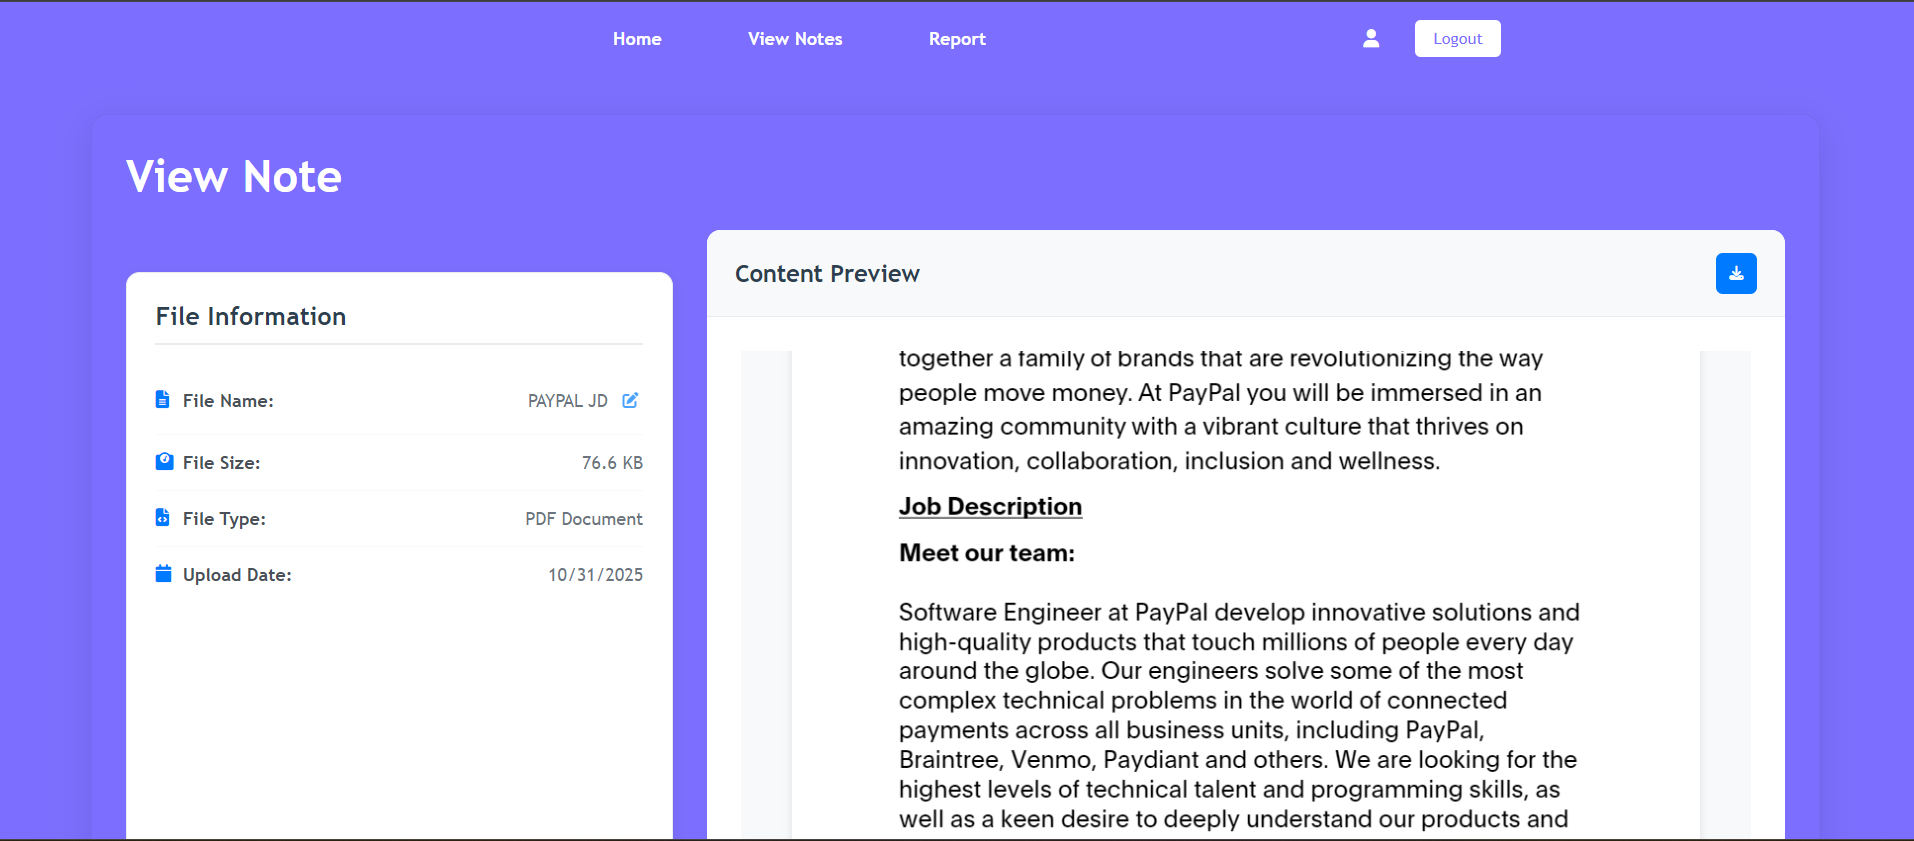 Home View Notes Report Logout
View Note
File Information
File Name: PAYPAL JD
File Size: 76.6 KB
File Type: PDF Document
Upload Date: 10/31/2025
Content Preview
together a family of brands that are revolutionizing the way
people move money. At PayPal you will be immersed in an
amazing community with a vibrant culture that thrives on
innovation, collaboration, inclusion and wellness.
Job Description
Meet our team:
Software Engineer at PayPal develop innovative solutions and
high-quality products that touch millions of people every day
around the globe. Our engineers solve some of the most
complex technical problems in the world of connected
payments across all business units, including PayPal,
Braintree, Venmo, Paydiant and others. We are looking for the
highest levels of technical talent and programming skills, as
well as a keen desire to deeply understand our products and